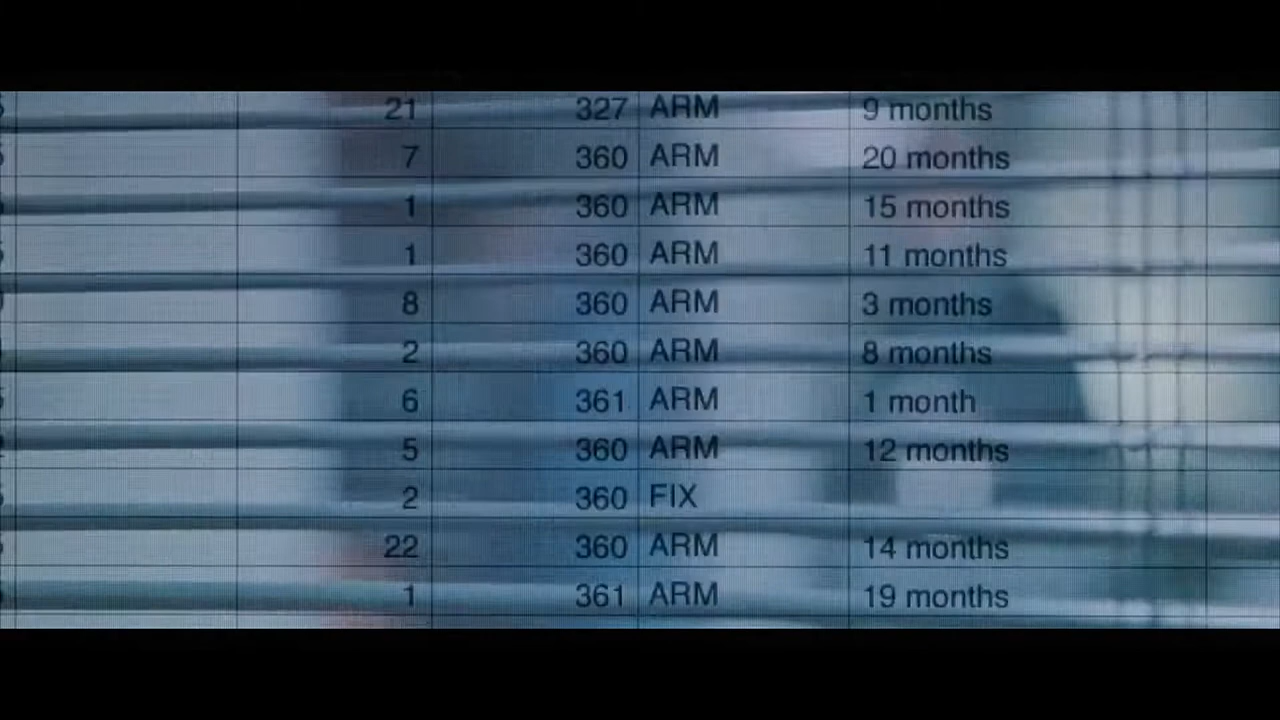 21 327 ARM 9 months
7 360 ARM 20 months
1 360 ARM 15 months
1 360 ARM 11 months
8 360 ARM 3 months
2 360 ARM 8 months
6 361 ARM 1 month
5 360 ARM 12 months
2 360 FIX
22 360 ARM 14 months
1 361 ARM 19 months